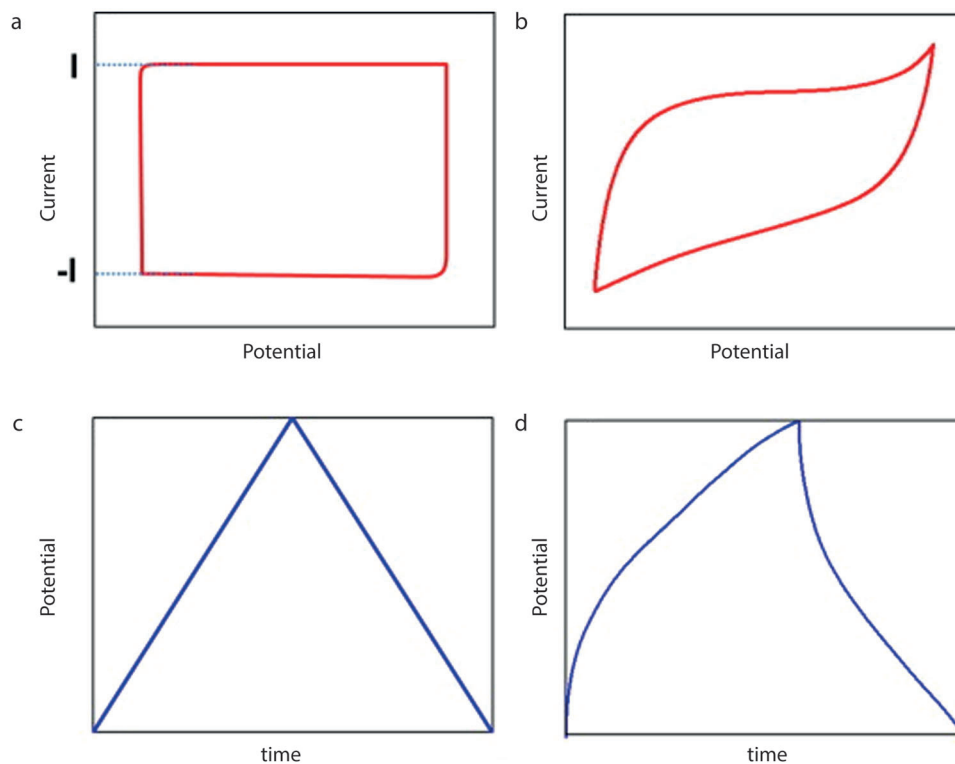 a
I
Current
-I
Potential
b
Current
Potential
c
Potential
time
d
Potential
time